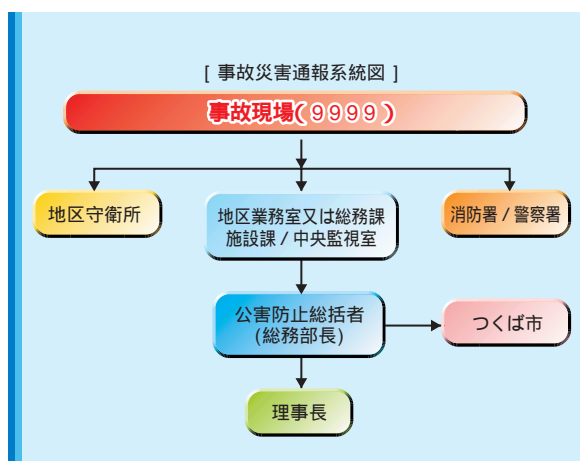 [ 事故災害通報系統図 ]
事故現場(9999)
地区守衛所
地区業務室又は総務課
施設課 / 中央監視室
消防署 / 警察署
公害防止総括者
(総務部長)
つくば市
理事長